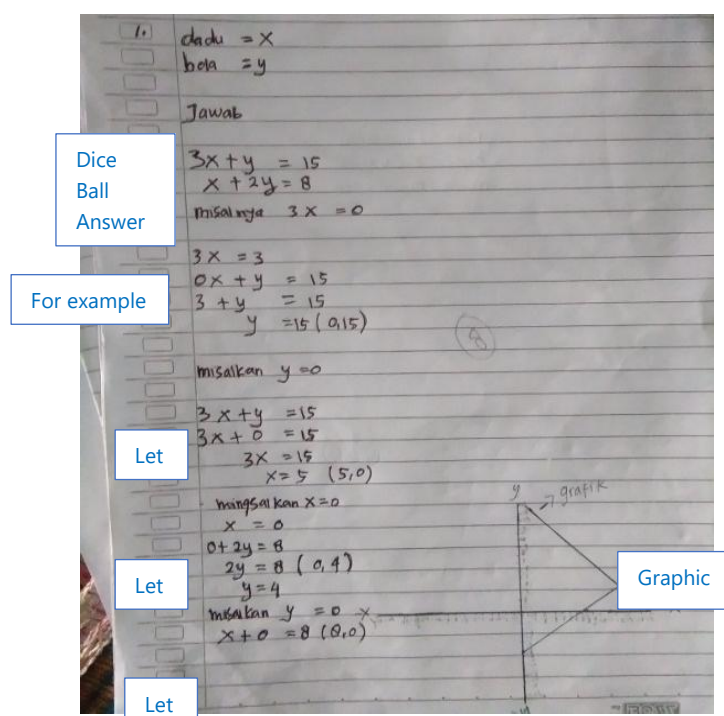 1.
dadu = x
bola = y
Jawab
Dice
Ball
Answer
3x + y = 15
x + 2y = 8
misalnya 3x = 0
For example
3x = 3
0x + y = 15
3 + y = 15
y = 15 (0,15)
8
misalkan y = 0
3x + y = 15
3x + 0 = 15
Let
3x = 15
x = 5 (5,0)
mingsalkan x = 0
x = 0
0 + 2y = 8
2y = 8 (0,4)
Let
y = 4
misalkan y = 0
x + 0 = 8 (8,0)
Let
y
grafik
Graphic
x